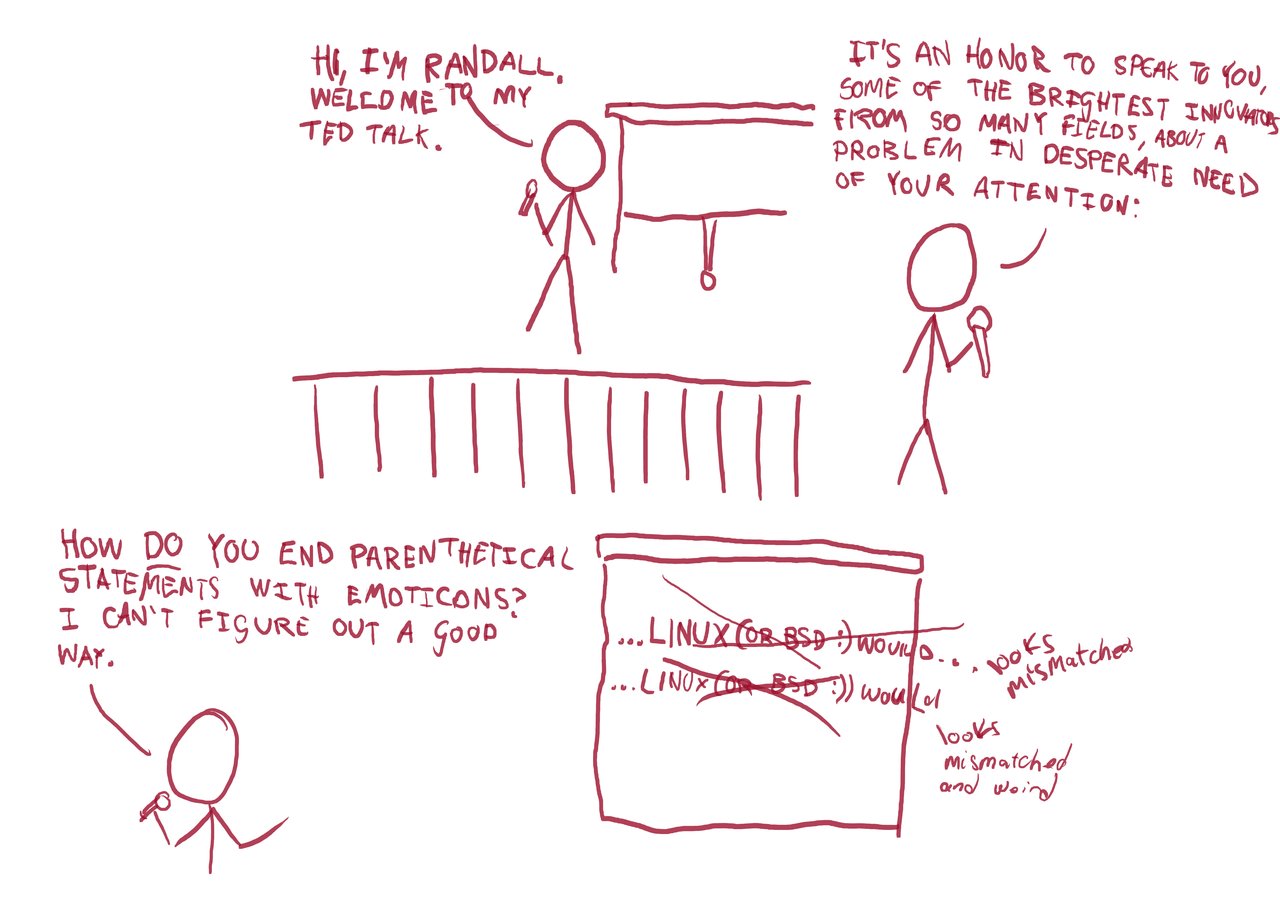 HI, I'M RANDALL.
WELCOME TO MY
TED TALK.
IT'S AN HONOR TO SPEAK TO YOU,
SOME OF THE BRIGHTEST INNOVATORS
FROM SO MANY FIELDS, ABOUT A
PROBLEM IN DESPERATE NEED
OF YOUR ATTENTION:
HOW DO YOU END PARENTHETICAL
STATEMENTS WITH EMOTICONS?
I CAN'T FIGURE OUT A GOOD
WAY.
...LINUX (OR BSD :) WOULD...
looks
mismatched
...LINUX (OR BSD :)) would
looks
mismatched
and weird